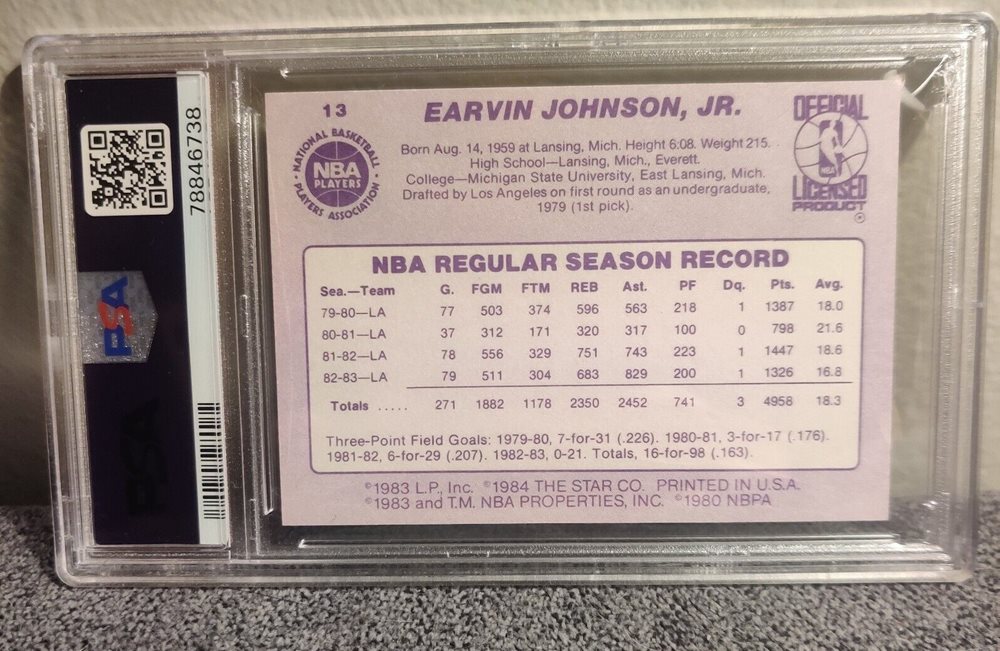 78846738
PSA
13
EARVIN JOHNSON, JR.
NATIONAL BASKETBALL
NBA
PLAYERS
PLAYERS ASSOCIATION
Born Aug. 14, 1959 at Lansing, Mich. Height 6:08. Weight 215.
High School—Lansing, Mich., Everett.
College—Michigan State University, East Lansing, Mich.
Drafted by Los Angeles on first round as an undergraduate,
1979 (1st pick).
OFFICIAL
NBA
LICENSED
PRODUCT
®
NBA REGULAR SEASON RECORD
Sea.—Team G. FGM FTM REB Ast. PF Dq. Pts. Avg.
79-80—LA 77 503 374 596 563 218 1 1387 18.0
80-81—LA 37 312 171 320 317 100 0 798 21.6
81-82—LA 78 556 329 751 743 223 1 1447 18.6
82-83—LA 79 511 304 683 829 200 1 1326 16.8
Totals ..... 271 1882 1178 2350 2452 741 3 4958 18.3
Three-Point Field Goals: 1979-80, 7-for-31 (.226). 1980-81, 3-for-17 (.176).
1981-82, 6-for-29 (.207). 1982-83, 0-21. Totals, 16-for-98 (.163).
©1983 L.P., Inc. ©1984 THE STAR CO. PRINTED IN U.S.A.
©1983 and T.M. NBA PROPERTIES, INC. ©1980 NBPA